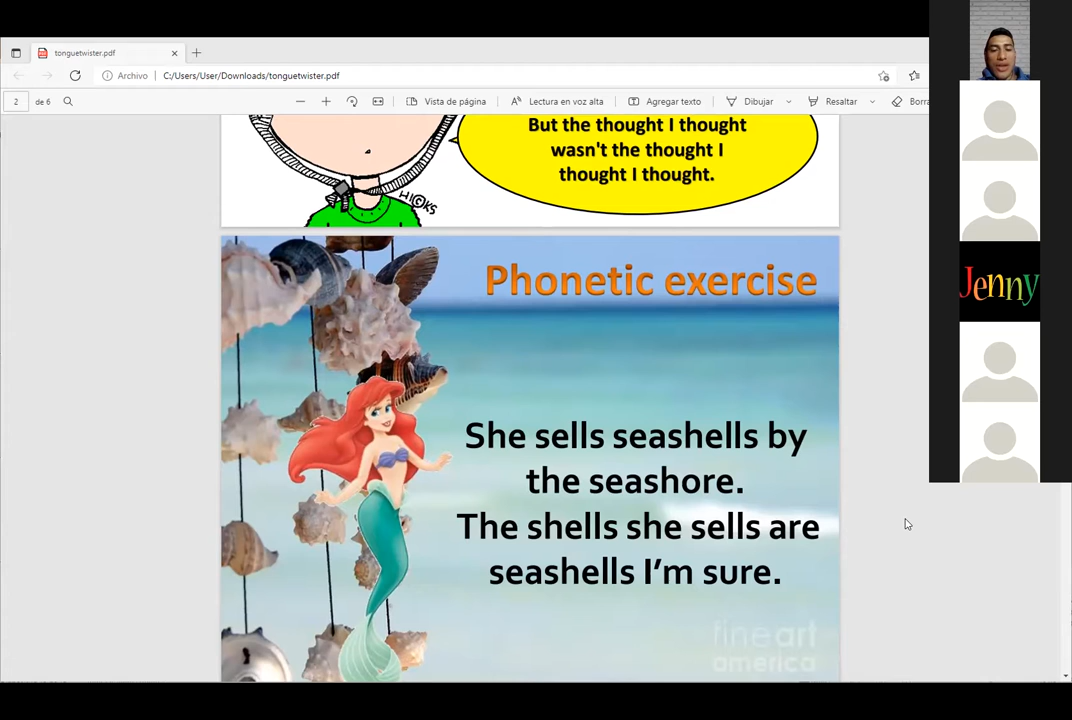 tonguetwister.pdf
Archivo
C:/Users/User/Downloads/tonguetwister.pdf
2 de 6
Vista de página
Lectura en voz alta
Agregar texto
Dibujar
Resaltar
Borra
But the thought I thought
wasn't the thought I
thought I thought.
HICKS
Phonetic exercise
She sells seashells by
the seashore.
The shells she sells are
seashells I'm sure.
fineart
america
Jenny